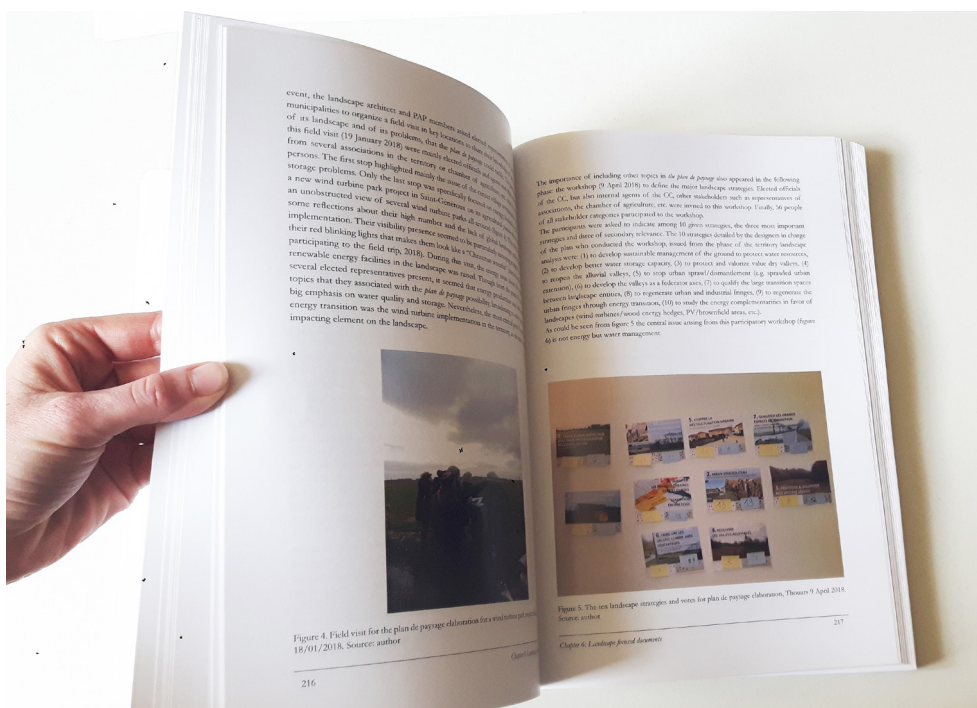 event, the landscape architect and PAP members asked elected
municipalities to organize a field visit in key locations to
of its landscape and of its problems, that the plan de paysage
this field visit (19 January 2018) were mainly elected officials
from several associations in the territory or chamber of
persons. The first stop highlighted mainly the issue of
storage problems. Only the last stop was specifically focused on
a new wind turbine park project in Saint-Généroux
an unobstructed view of several wind turbine parks all-around
some reflections about their high number and the lack of global
implementation. Their visibility presence seemed to be particularly
their red blinking lights that makes them look like a "Christmas
participating to the field trip, 2018). During this visit, the
renewable energy facilities in the landscape was raised. Though
several elected representatives present, it seemed that energy
topics that they associated with the plan de paysage possibilities,
big emphasis on water quality and storage. Nevertheless, the
energy transition was the wind turbine implementation in the territory,
impacting element on the landscape.
Figure 4. Field visit for the plan de paysage elaboration for a wind turbine
18/01/2018. Source: author
216
The importance of including other topics in the plan de paysage also appeared in the following
phase the workshop (9 April 2018) to define the major landscape strategies. Elected officials
of the CC, but also internal agents of the CC, other stakeholders such as representatives of
associations, the chamber of agriculture, etc. were invited to this workshop. Usually, 56 people
of all stakeholder categories participated to the workshop.
The participants were asked to indicate among 10 given strategies, the three most important
strategies and three of secondary relevance. The 10 strategies detailed by the designers in charge
of the plan who conducted the workshop, issued from the phase of the territory landscape
analysis were: (1) to develop sustainable management of the ground to protect water resources,
(2) to develop better water storage capacity, (3) to protect and valorize value dry valleys, (4)
to reopen the alluvial valleys, (5) to stop urban sprawl/dismemberment (e.g. sprawled urban
extension), (6) to develop the valleys as a federator axes, (7) to qualify the large transition spaces
between landscape entities, (8) to regenerate urban and industrial fringes, (9) to regenerate the
urban fringes through energy transition, (10) to study the energy complementarities in favor of
landscapes (wind turbines/wood energy hedges, PV/brownfield areas, etc.).
As could be seen from figure 5 the central issue arising from this participatory workshop (figure
6) is not energy but water management.
Figure 5. The ten landscape strategies and votes for plan de paysage elaboration, Thouars 9 April 2018.
Source: author
217
Chapter 6: Landscape focused documents